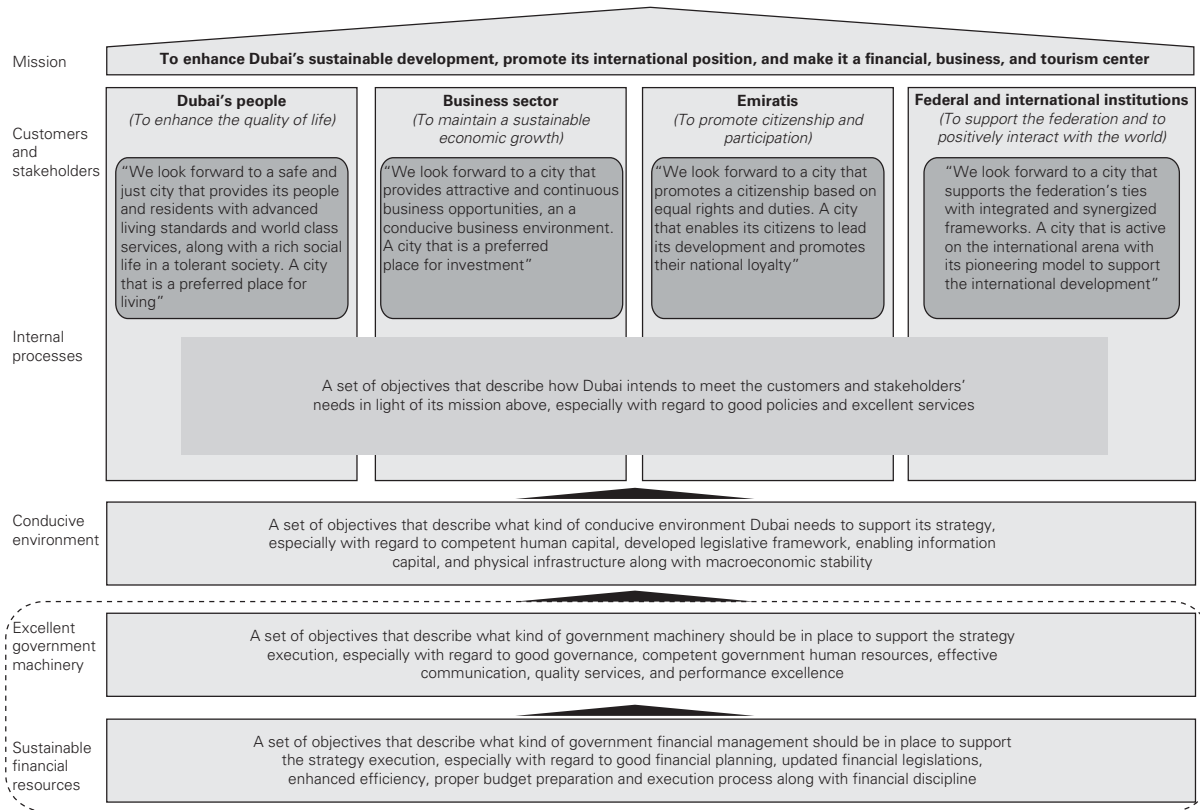 Mission
To enhance Dubai's sustainable development, promote its international position, and make it a financial, business, and tourism center
Customers
and
stakeholders
Dubai's people
(To enhance the quality of life)
"We look forward to a safe and
just city that provides its people
and residents with advanced
living standards and world class
services, along with a rich social
life in a tolerant society. A city
that is a preferred place for
living"
Business sector
(To maintain a sustainable
economic growth)
"We look forward to a city that
provides attractive and continuous
business opportunities, an a
conducive business environment.
A city that is a preferred
place for investment"
Emiratis
(To promote citizenship and
participation)
"We look forward to a city that
promotes a citizenship based on
equal rights and duties. A city
that enables its citizens to lead
its development and promotes
their national loyalty"
Federal and international institutions
(To support the federation and to
positively interact with the world)
"We look forward to a city that
supports the federation's ties
with integrated and synergized
frameworks. A city that is active
on the international arena with
its pioneering model to support
the international development"
Internal
processes
A set of objectives that describe how Dubai intends to meet the customers and stakeholders'
needs in light of its mission above, especially with regard to good policies and excellent services
Conducive
environment
A set of objectives that describe what kind of conducive environment Dubai needs to support its strategy,
especially with regard to competent human capital, developed legislative framework, enabling information
capital, and physical infrastructure along with macroeconomic stability
Excellent
government
machinery
A set of objectives that describe what kind of government machinery should be in place to support the strategy
execution, especially with regard to good governance, competent government human resources, effective
communication, quality services, and performance excellence
Sustainable
financial
resources
A set of objectives that describe what kind of government financial management should be in place to support
the strategy execution, especially with regard to good financial planning, updated financial legislations,
enhanced efficiency, proper budget preparation and execution process along with financial discipline